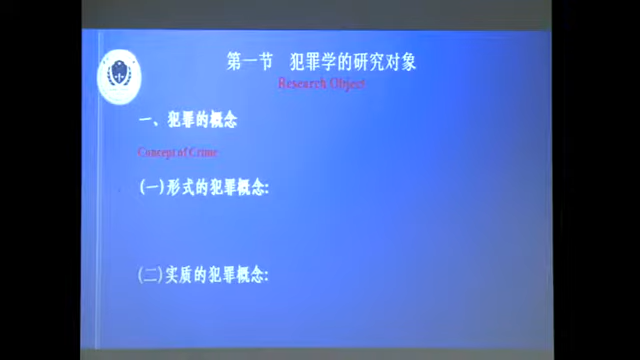 第一节 犯罪学的研究对象
Research Object
一、犯罪的概念
Concept of Crime
(一)形式的犯罪概念:
(二)实质的犯罪概念: